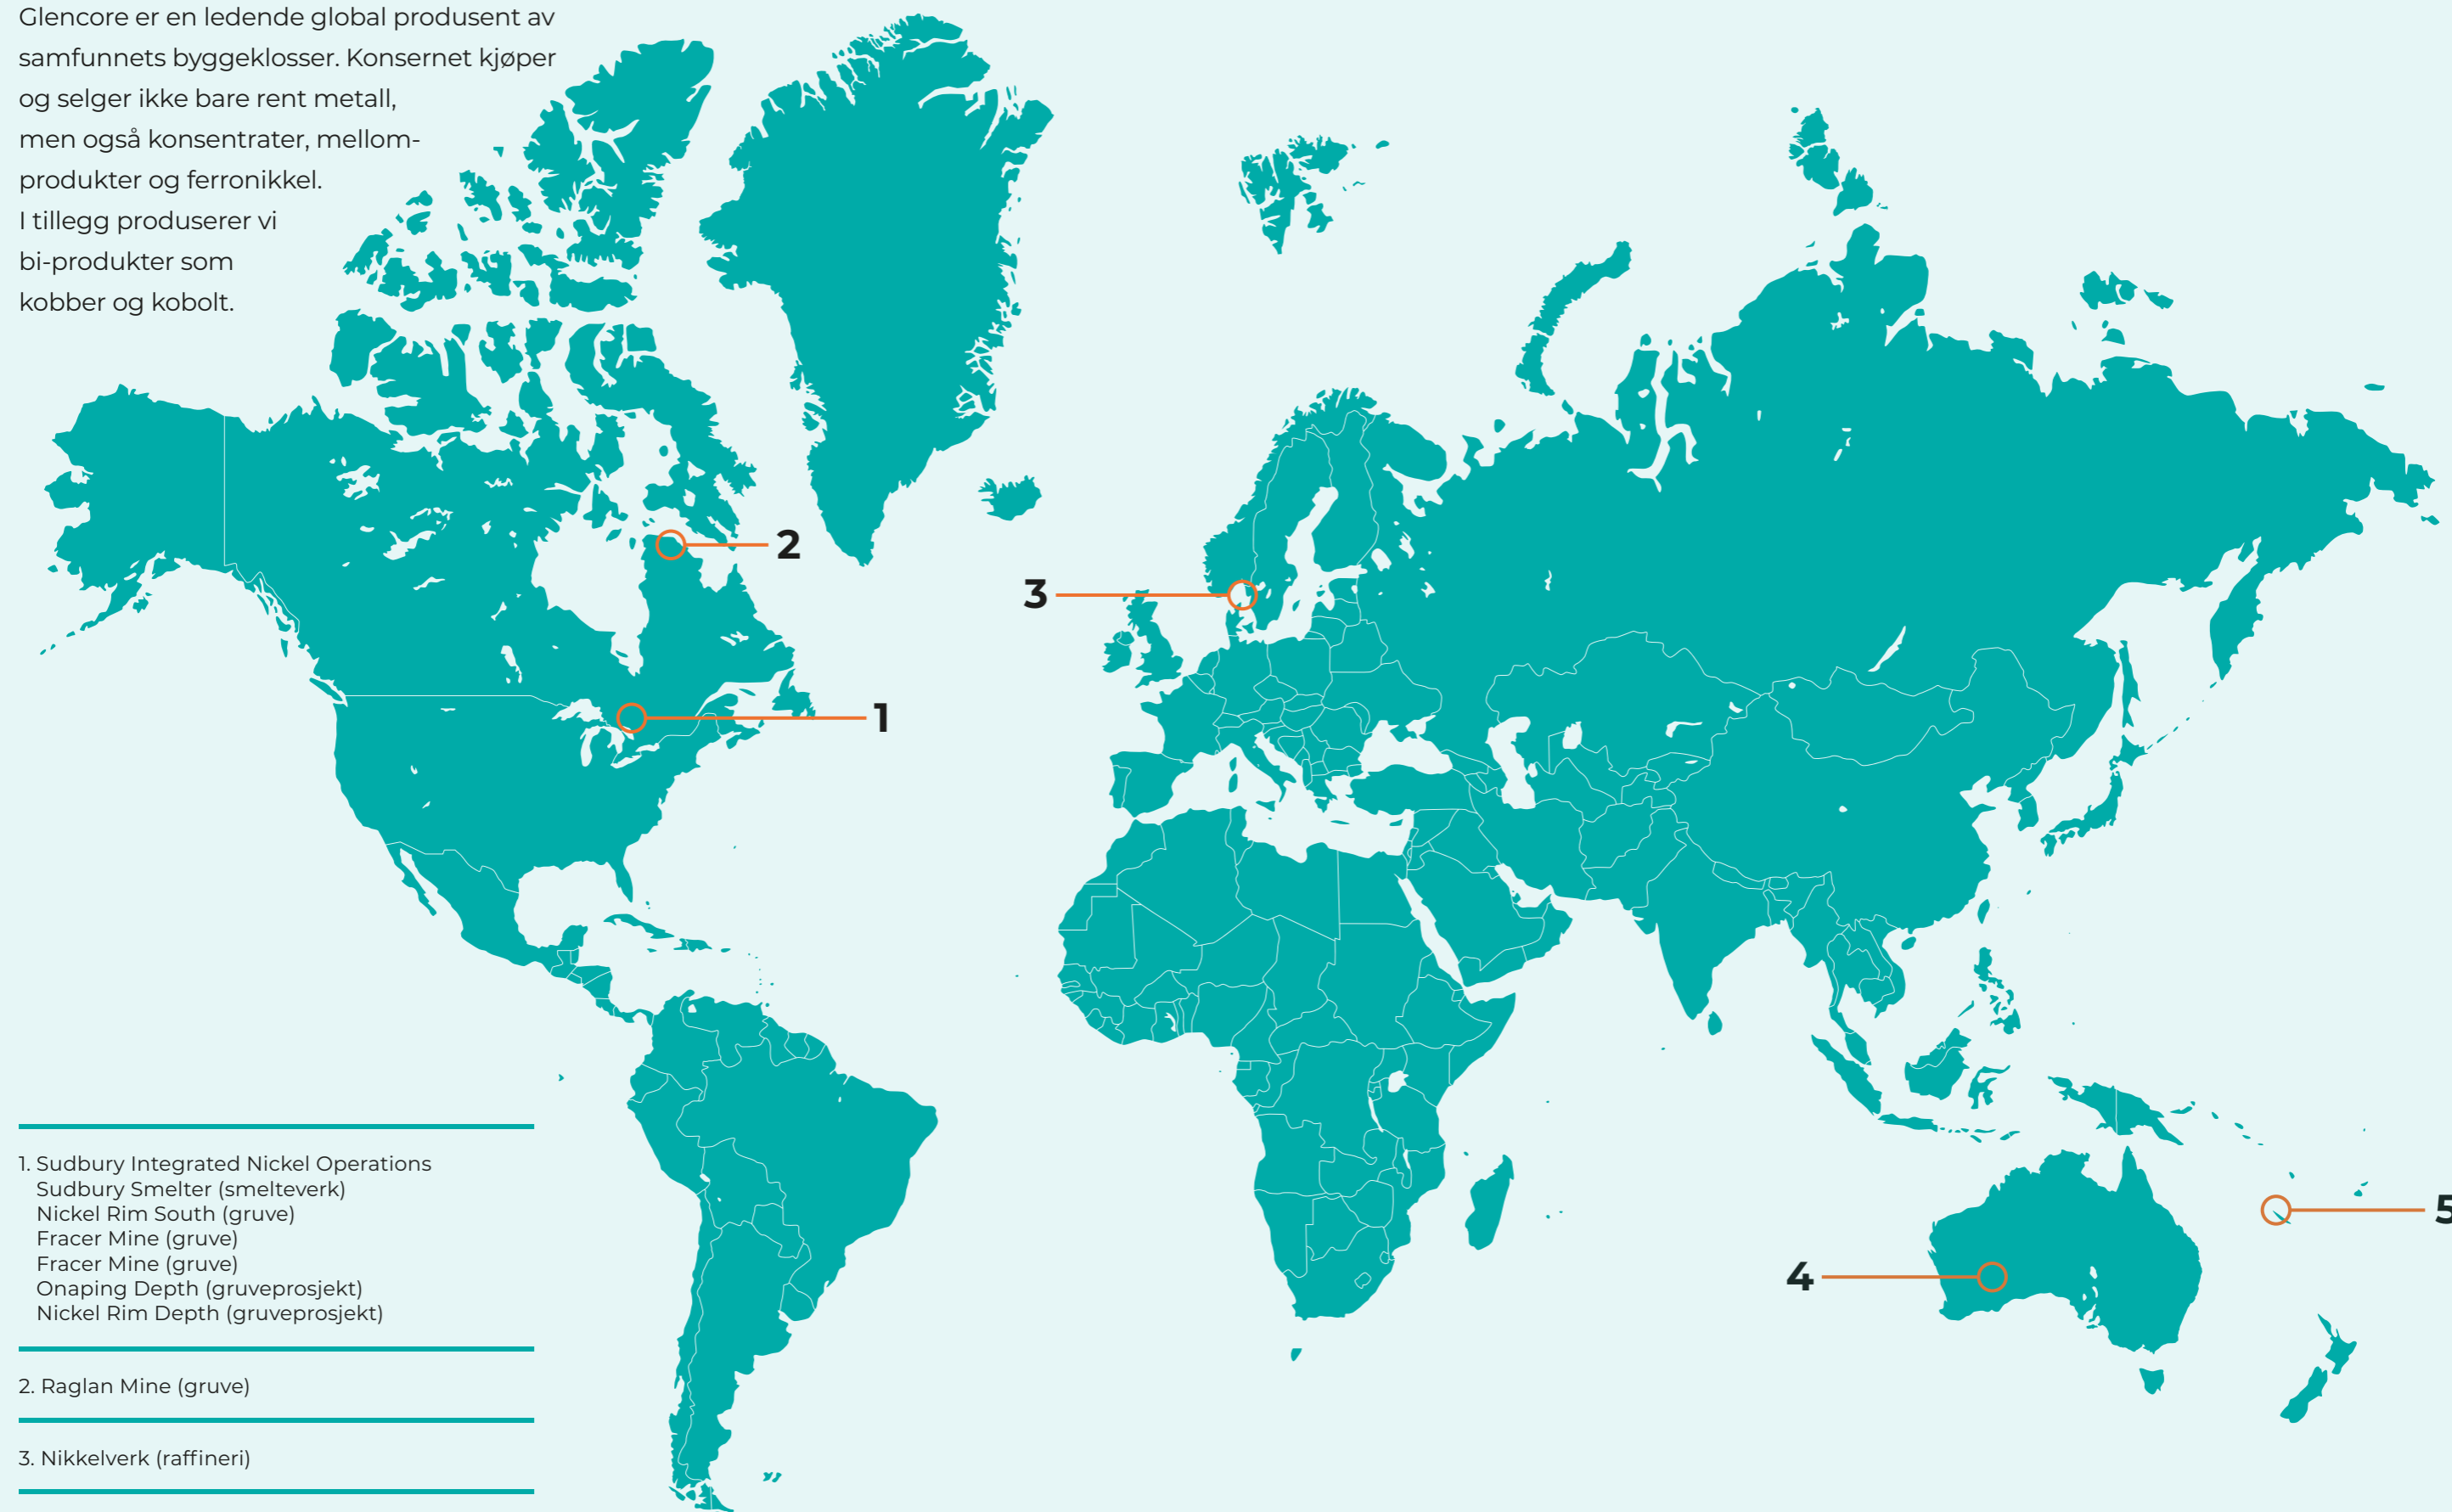 Glencore er en ledende global produsent av
samfunnets byggeklosser. Konsernet kjøper
og selger ikke bare rent metall,
men også konsentrater, mellom-
produkter og ferronikkel.
I tillegg produserer vi
bi-produkter som
kobber og kobolt.
2
3
1
5
4
1. Sudbury Integrated Nickel Operations
Sudbury Smelter (smelteverk)
Nickel Rim South (gruve)
Fracer Mine (gruve)
Fracer Mine (gruve)
Onaping Depth (gruveprosjekt)
Nickel Rim Depth (gruveprosjekt)
2. Raglan Mine (gruve)
3. Nikkelverk (raffineri)